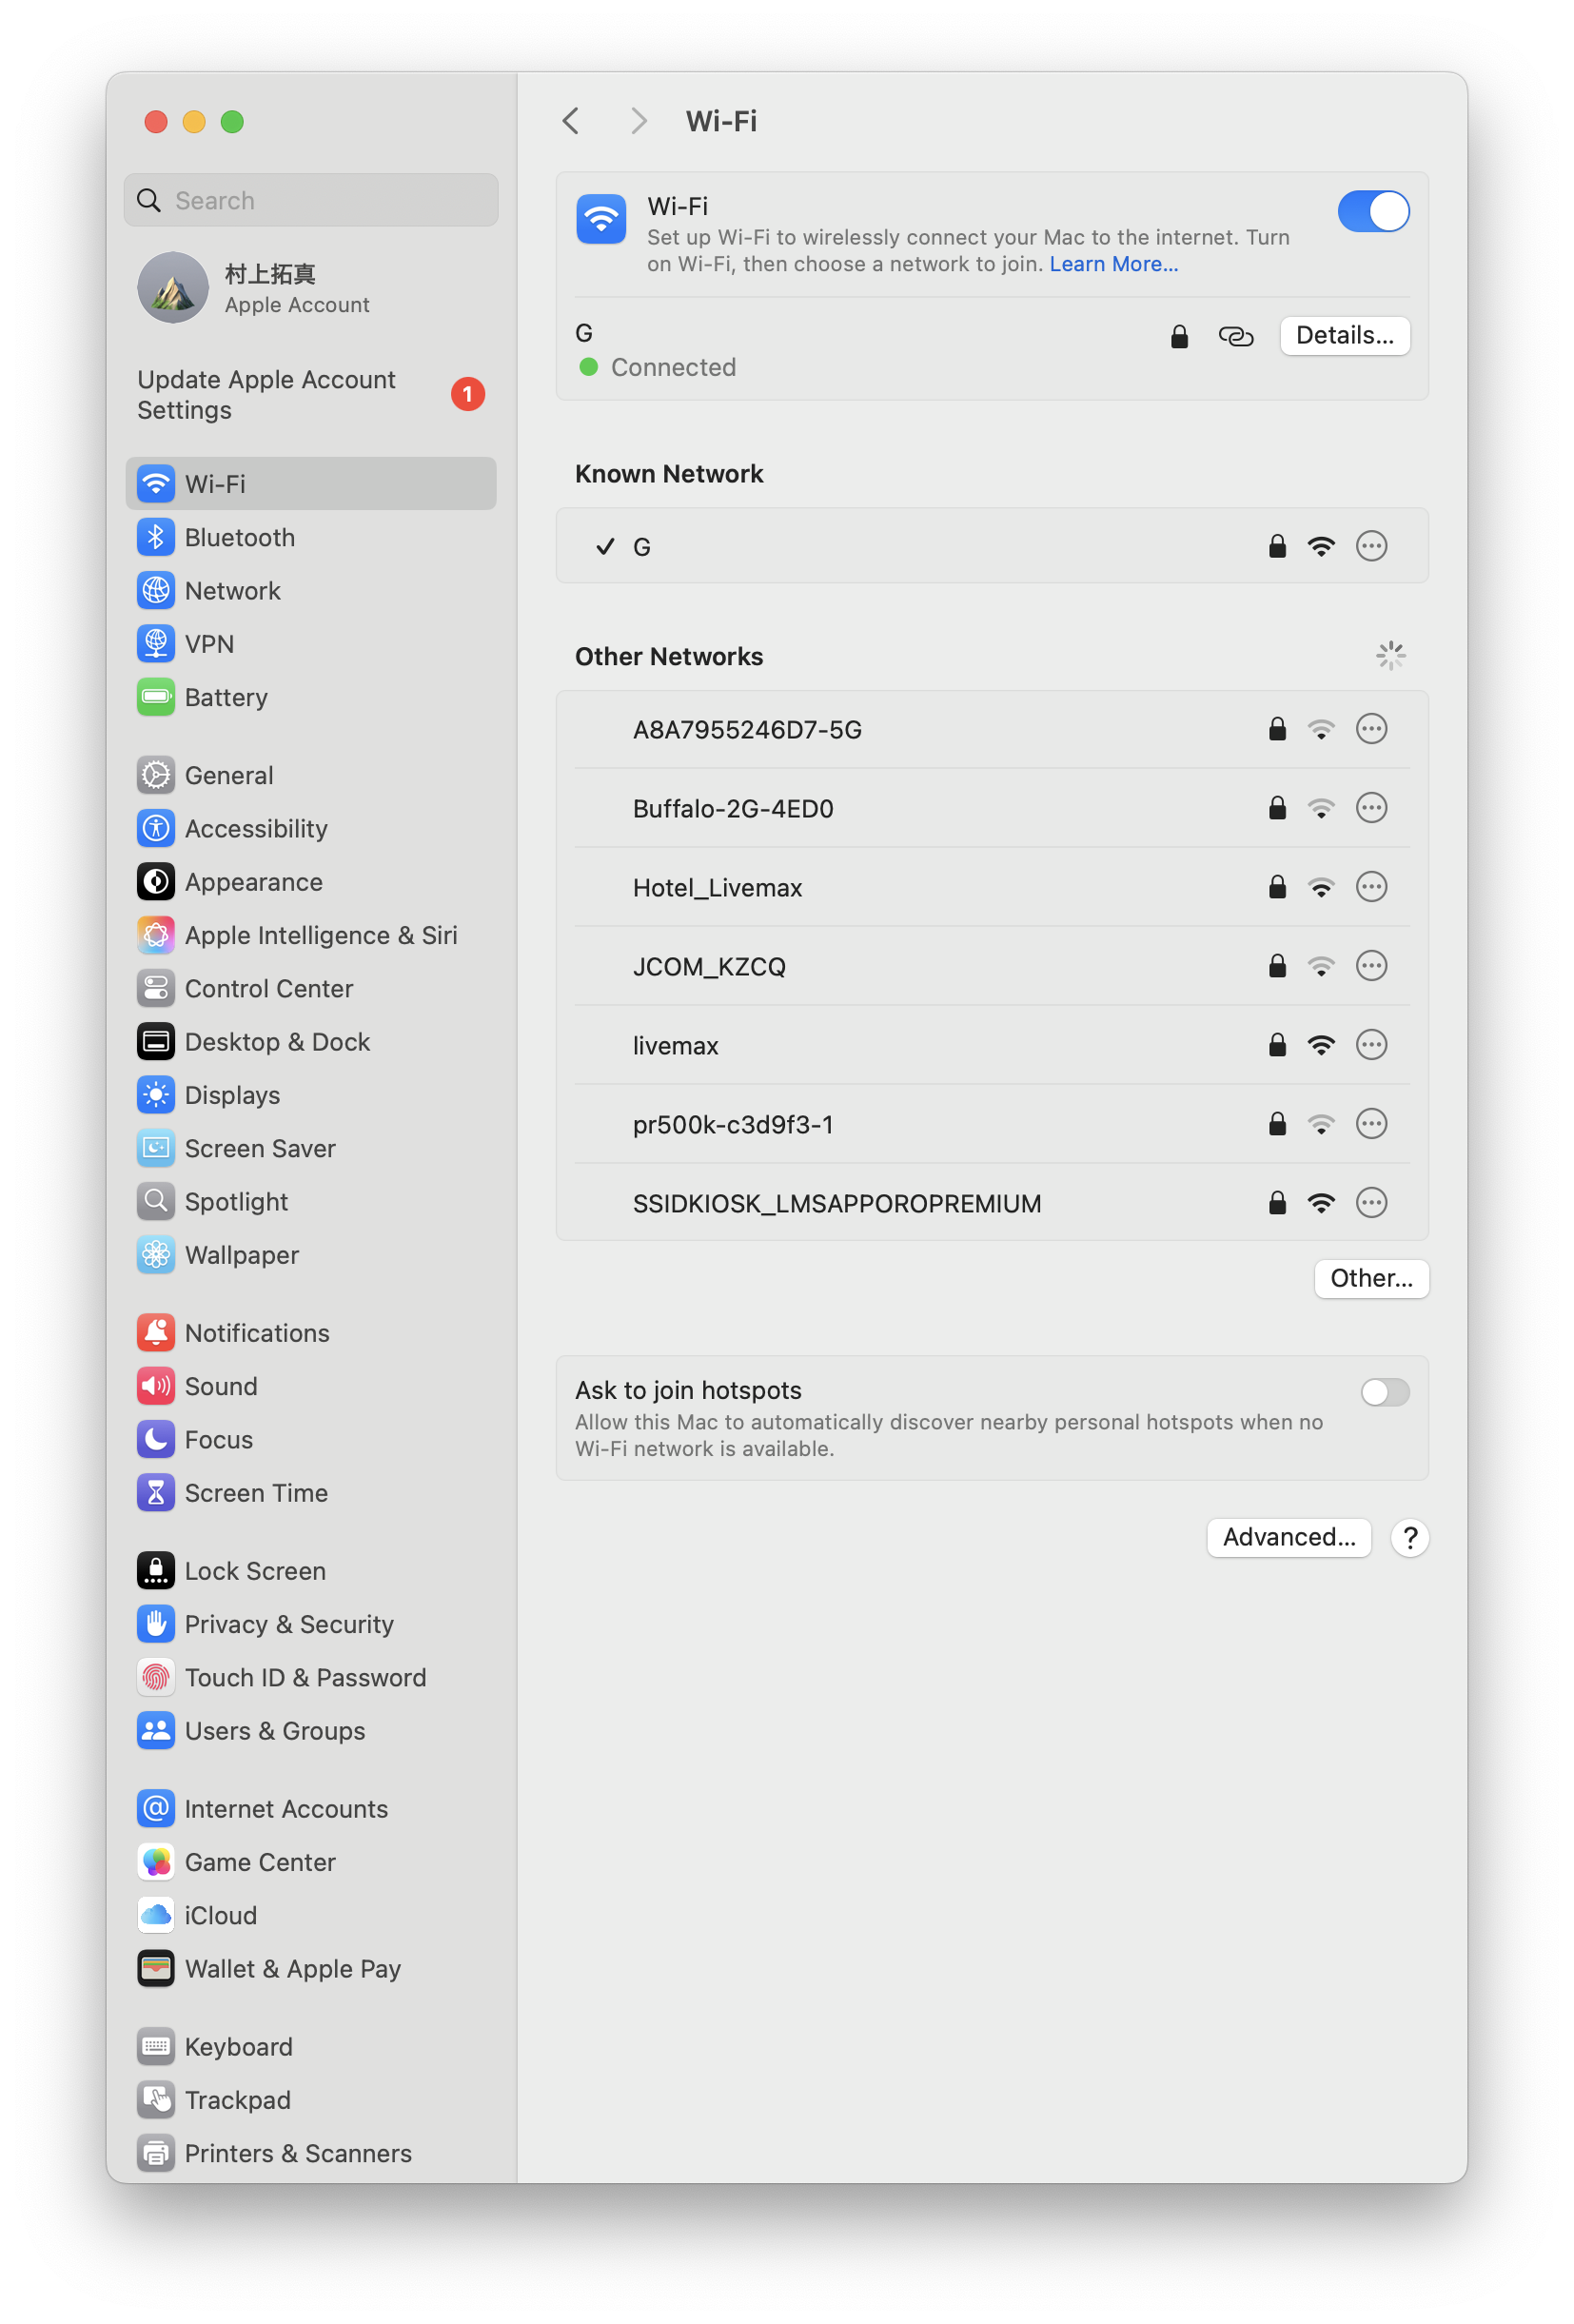 Search
村上拓真
Apple Account
Update Apple Account
Settings
1
Wi-Fi
Bluetooth
Network
VPN
Battery
General
Accessibility
Appearance
Apple Intelligence & Siri
Control Center
Desktop & Dock
Displays
Screen Saver
Spotlight
Wallpaper
Notifications
Sound
Focus
Screen Time
Lock Screen
Privacy & Security
Touch ID & Password
Users & Groups
Internet Accounts
Game Center
iCloud
Wallet & Apple Pay
Keyboard
Trackpad
Printers & Scanners
Wi-Fi
Wi-Fi
Set up Wi-Fi to wirelessly connect your Mac to the internet. Turn
on Wi-Fi, then choose a network to join. Learn More...
G
Details...
Connected
Known Network
G
Other Networks
A8A7955246D7-5G
Buffalo-2G-4ED0
Hotel_Livemax
JCOM_KZCQ
livemax
pr500k-c3d9f3-1
SSIDKIOSK_LMSAPPOROPREMIUM
Other...
Ask to join hotspots
Allow this Mac to automatically discover nearby personal hotspots when no
Wi-Fi network is available.
Advanced...
?